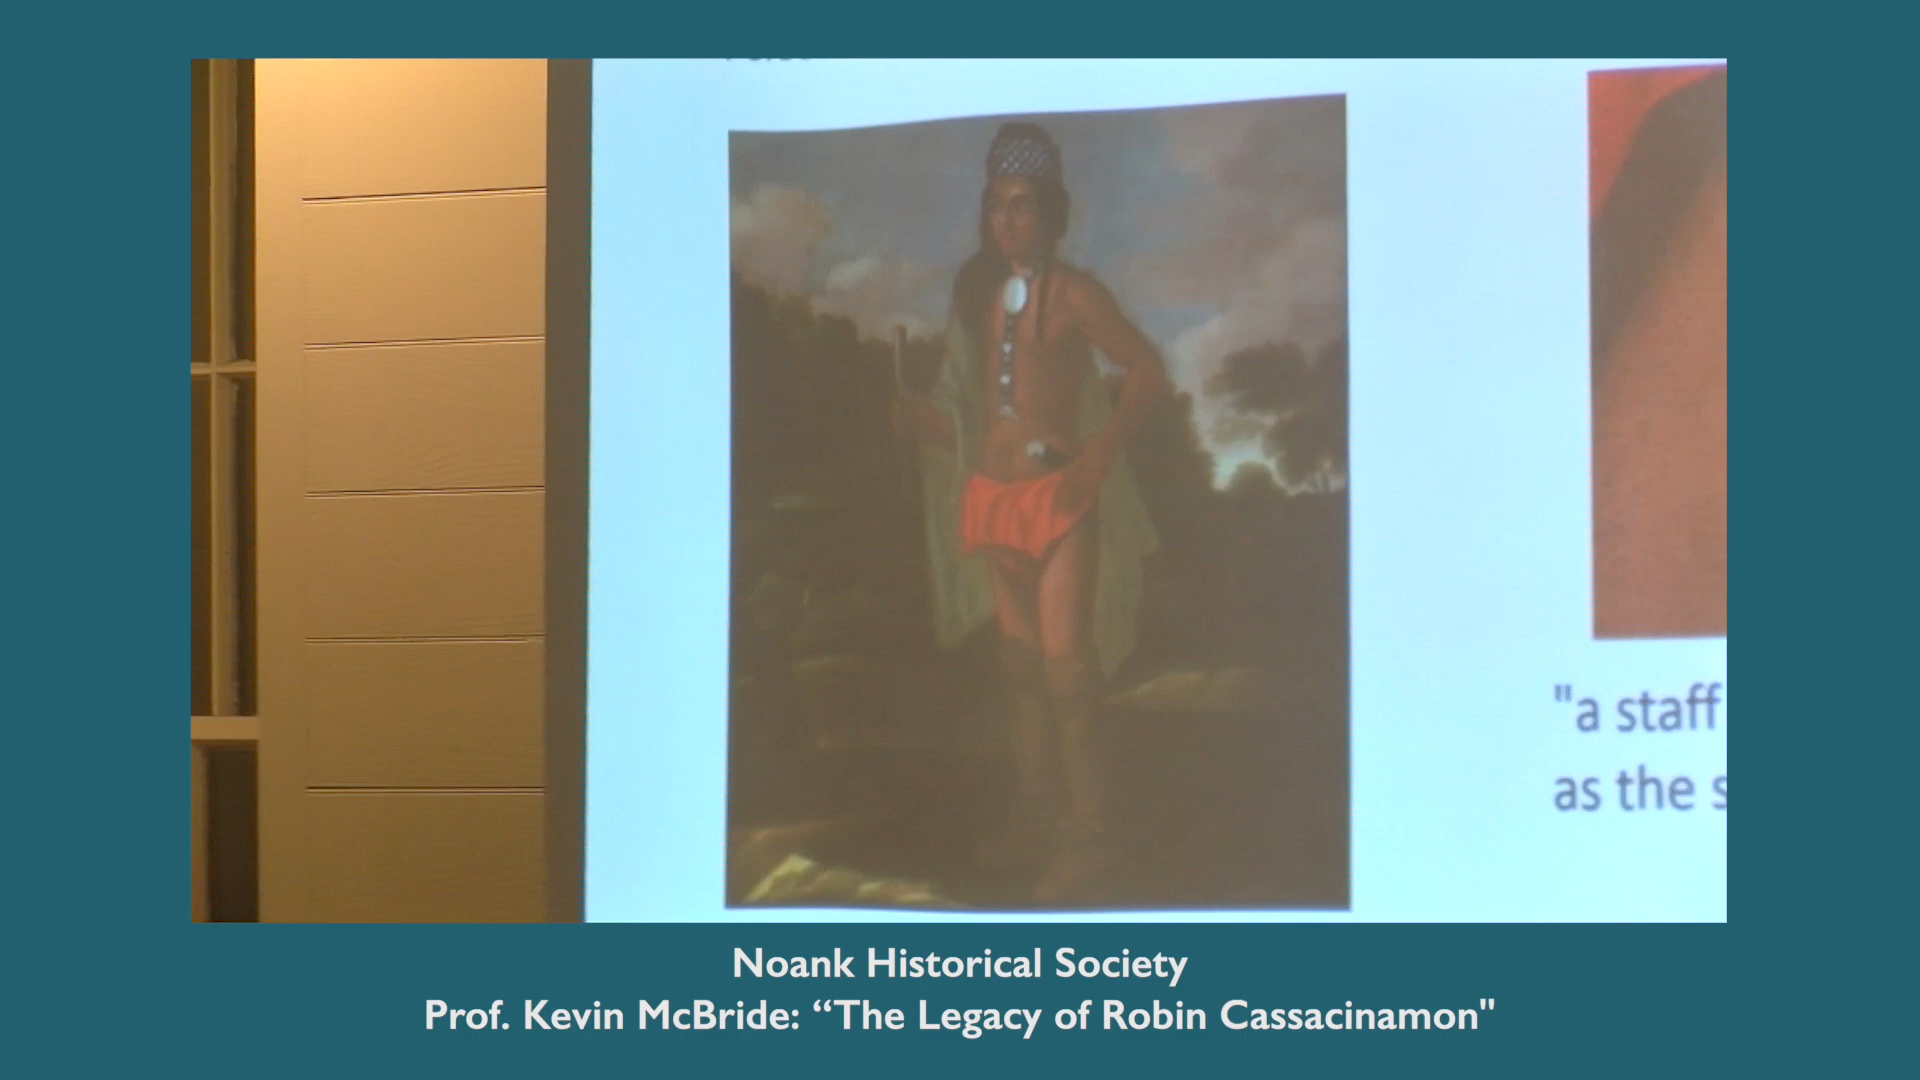 "a staff
as the
Noank Historical Society
Prof. Kevin McBride: “The Legacy of Robin Cassacinamon"